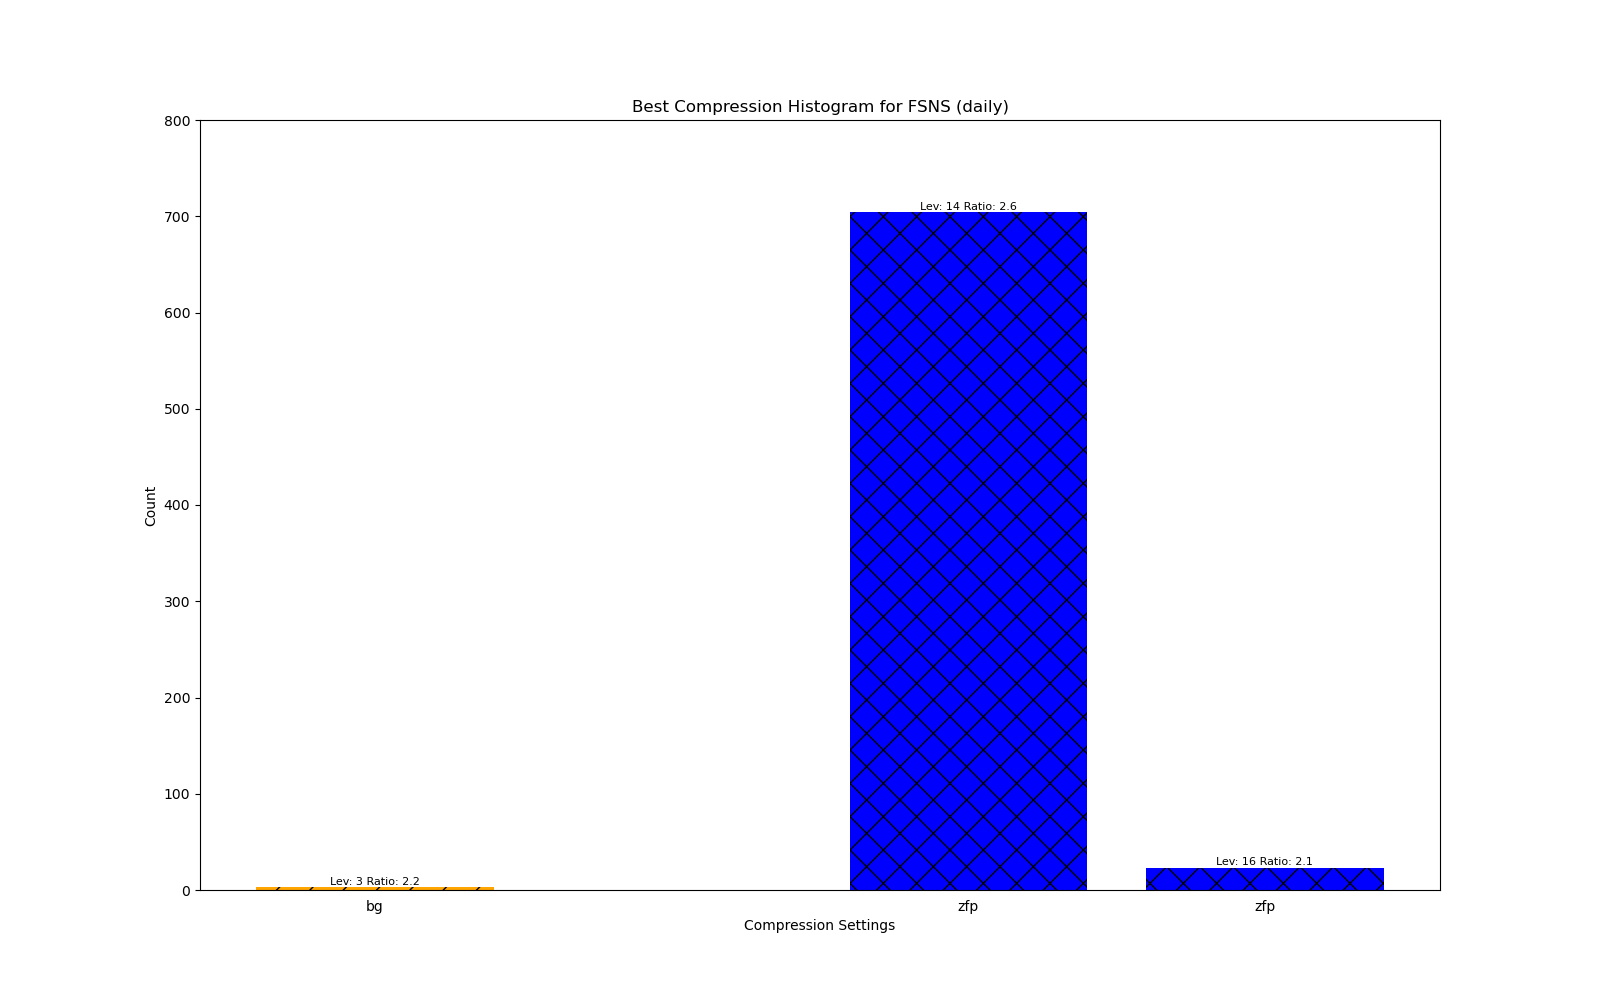 Best Compression Histogram for FSNS (daily)
800
700
600
500
400
300
200
100
0
Count
Lev: 3 Ratio: 2.2
Lev: 14 Ratio: 2.6
Lev: 16 Ratio: 2.1
bg
zfp
zfp
Compression Settings